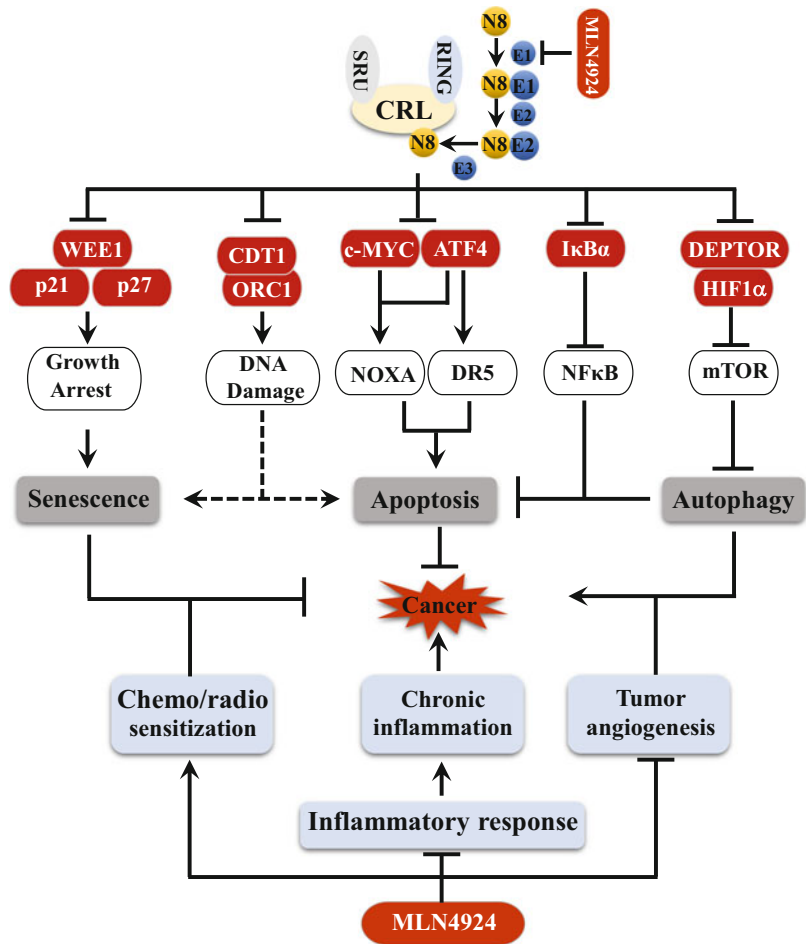 N8
E1
MLN4924
SRU
RING
N8 E1
CRL
E2
N8
N8 E2
E3
WEE1
p21
p27
CDT1
ORC1
c-MYC
ATF4
IκBα
DEPTOR
HIF1α
Growth
Arrest
DNA
Damage
NOXA
DR5
NFκB
mTOR
Senescence
Apoptosis
Autophagy
Cancer
Chemo/radio
sensitization
Chronic
inflammation
Tumor
angiogenesis
Inflammatory response
MLN4924